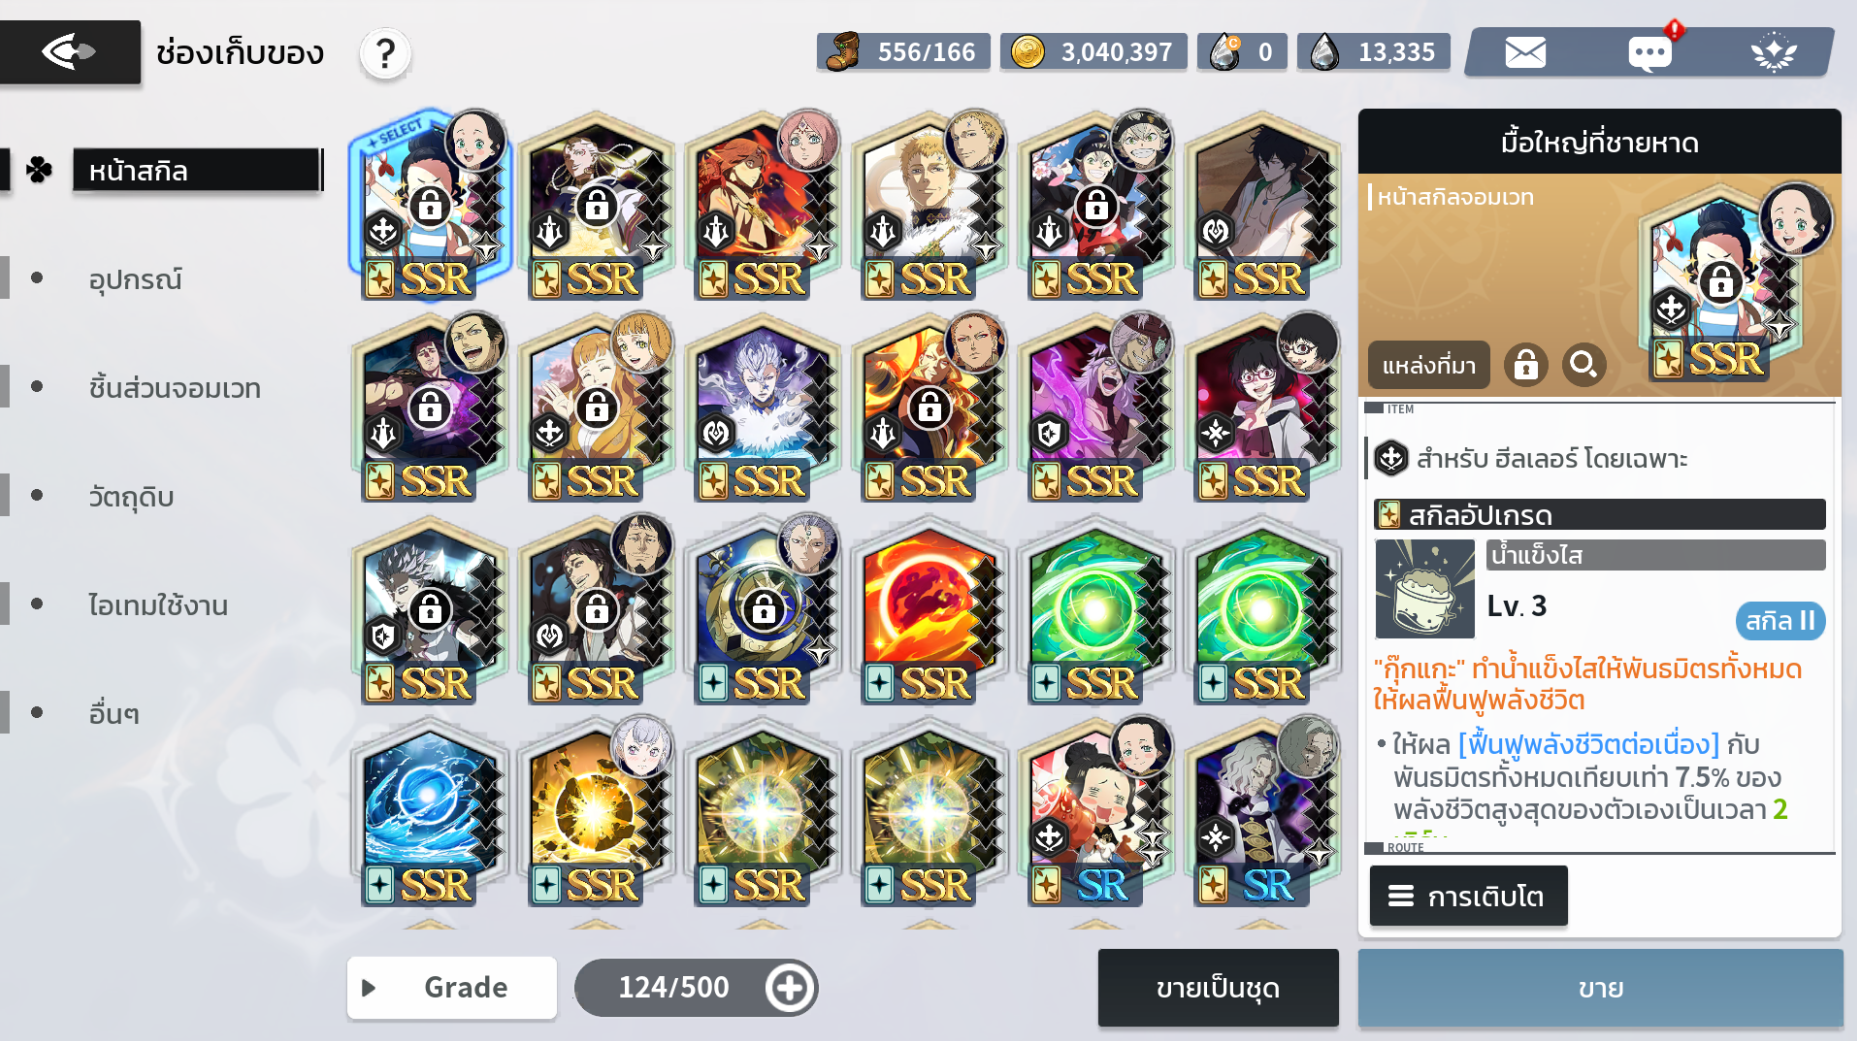 ช่องเก็บของ
?
556/166
3,040,397
C
0
13,335
หน้าสกิล
อุปกรณ์
ชิ้นส่วนจอมเวท
วัตถุดิบ
ไอเทมใช้งาน
อื่นๆ
+ SELECT
SSR SSR SSR SSR SSR SSR
SSR SSR SSR SSR SSR SSR
SSR SSR SSR SSR SSR SSR
SSR SSR SSR SSR SR SR
Grade
124/500
ขายเป็นชุด
มื้อใหญ่ที่ชายหาด
หน้าสกิลจอมเวท
SSR
แหล่งที่มา
ITEM
สำหรับ ฮีลเลอร์ โดยเฉพาะ
สกิลอัปเกรด
น้ำแข็งไส
Lv. 3
สกิล II
"กุ๊กแกะ" ทำน้ำแข็งไสให้พันธมิตรทั้งหมด
ให้ผลฟื้นฟูพลังชีวิต
• ให้ผล [ฟื้นฟูพลังชีวิตต่อเนื่อง] กับ
พันธมิตรทั้งหมดเทียบเท่า 7.5% ของ
พลังชีวิตสูงสุดของตัวเองเป็นเวลา 2
ROUTE
การเติบโต
ขาย